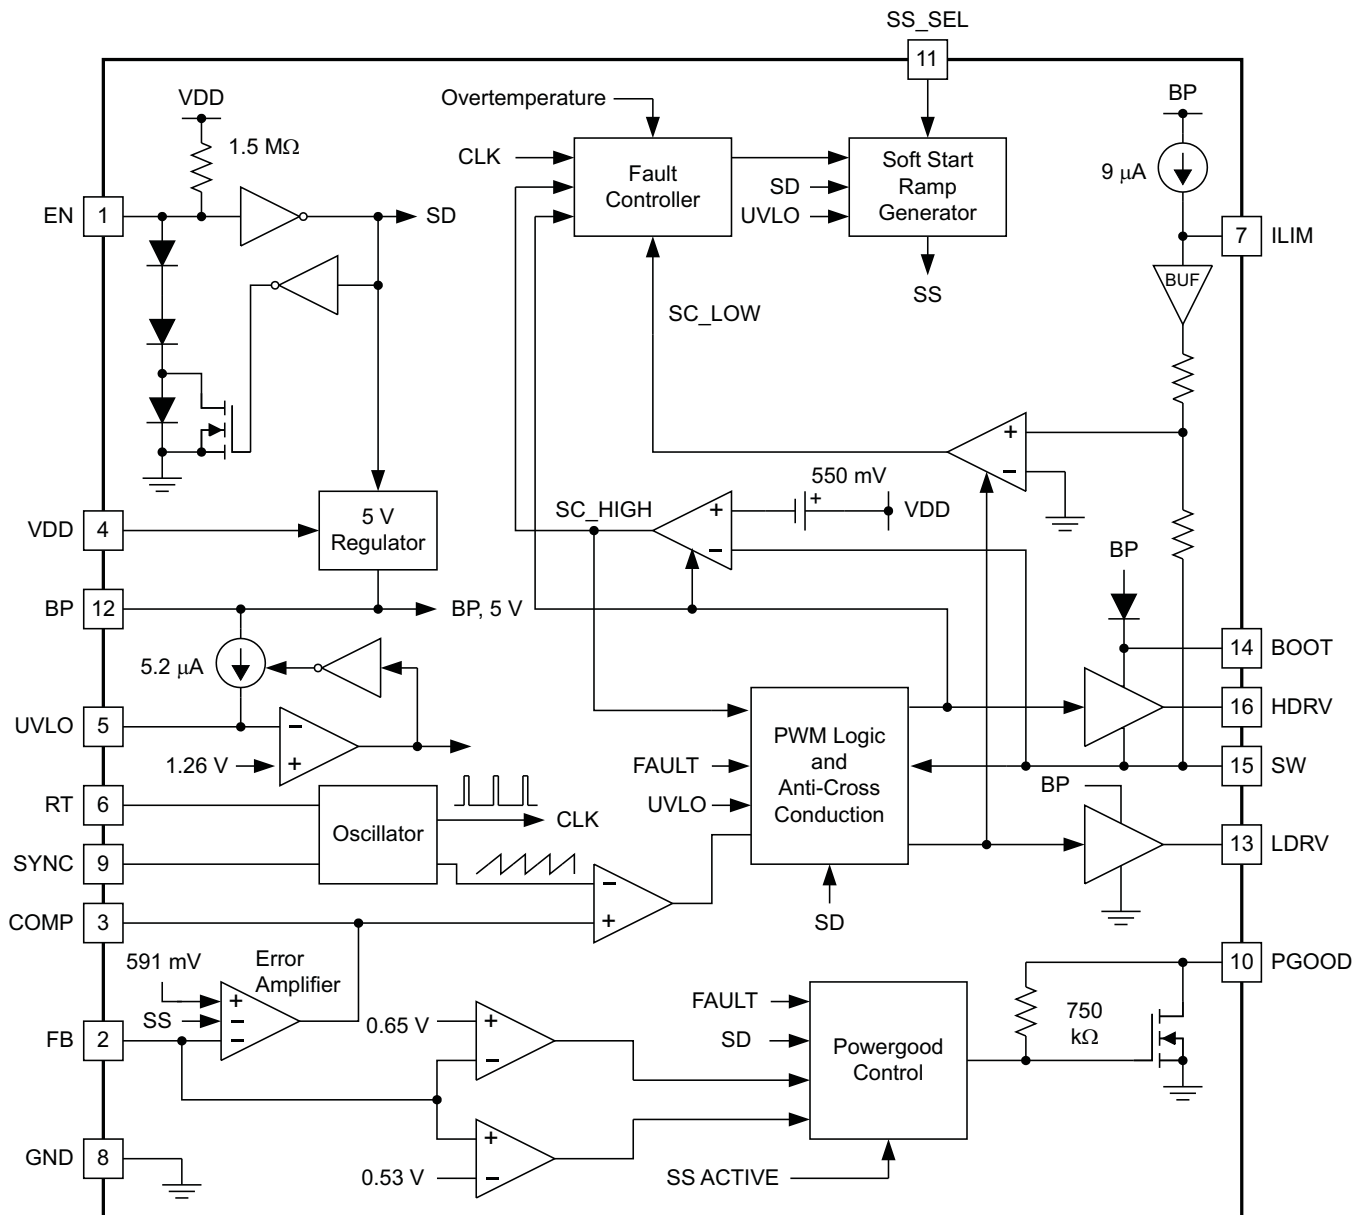 SS_SEL
11
VDD
Overtemperature
BP
1.5 MΩ
CLK
Fault
Controller
Soft Start
Ramp
Generator
9 μA
SD
UVLO
EN
1
SD
7
ILIM
BUF
SS
SC_LOW
+
−
550 mV
+
VDD
SC_HIGH
+
−
VDD
4
5 V
Regulator
BP
BP
12
BP, 5 V
14
BOOT
5.2 μA
16
HDRV
UVLO
5
−
+
1.26 V
PWM Logic
and
Anti-Cross
Conduction
FAULT
UVLO
15
SW
BP
RT
6
Oscillator
CLK
SYNC
9
13
LDRV
−
+
SD
COMP
3
591 mV
Error
Amplifier
+
−
−
SS
10
PGOOD
FB
2
0.65 V
+
−
FAULT
SD
Powergood
Control
750
kΩ
+
−
0.53 V
GND
8
SS ACTIVE